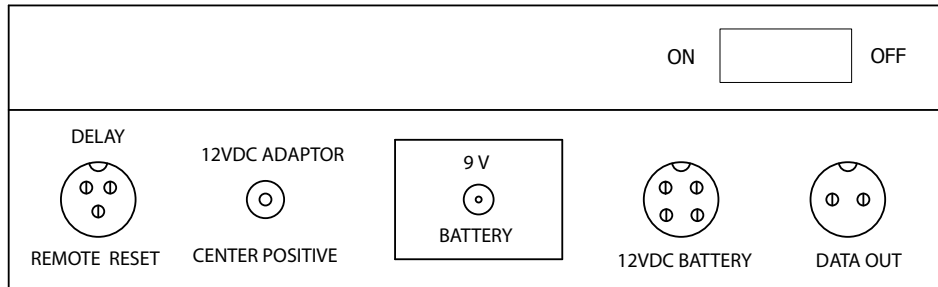 ON
OFF
DELAY
REMOTE RESET
12VDC ADAPTOR
CENTER POSITIVE
9 V
BATTERY
12VDC BATTERY
DATA OUT